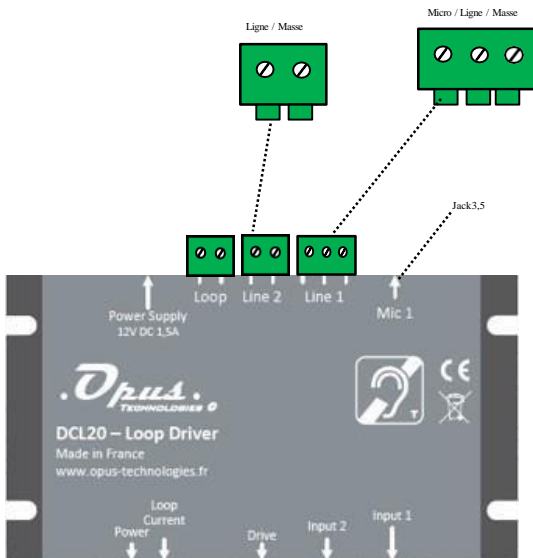 Ligne / Masse
Micro / Ligne / Masse
Jack3,5
Loop
Line 2
Line 1
Mic 1
Power Supply
12V DC 1,5A
.Opus.
TECHNOLOGIES ©
T
CE
DCL20 – Loop Driver
Made in France
www.opus-technologies.fr
Power
Loop
Current
Drive
Input 2
Input 1